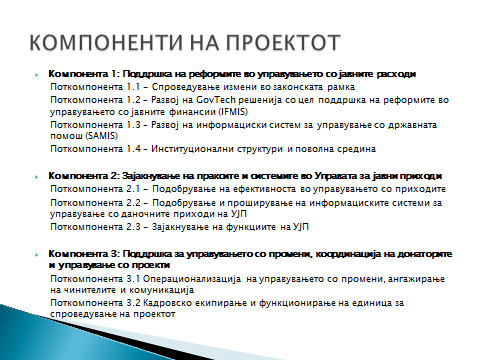 КОМПОНЕНТИ НА ПРОЕКТОТ
Компонента 1: Поддршка на реформите во управувањето со јавните расходи
Поткомпонента 1.1 – Спроведување измени во законската рамка
Поткомпонента 1.2 – Развој на GovTech решенија со цел поддршка на реформите во
управувањето со јавните финансии (IFMIS)
Поткомпонента 1.3 – Развој на информациски систем за управување со државната
помош (SAMIS)
Поткомпонента 1.4 – Институционални структури и поволна средина
Компонента 2: Зајакнување на праксите и системите во Управата за јавни приходи
Поткомпонента 2.1 – Подобрување на ефективноста во управувањето со приходите
Поткомпонента 2.2 – Подобрување и проширување на информациските системи за
управување со даночните приходи на УЈП
Поткомпонента 2.3 – Зајакнување на функциите на УЈП
Компонента 3: Поддршка за управувањето со промени, координација на донаторите
и управување со проекти
Поткомпонента 3.1 Операционализација на управувањето со промени, ангажирање
на чинителите и комуникација
Поткомпонента 3.2 Кадровско екипирање и функционирање на единица за
спроведување на проектот